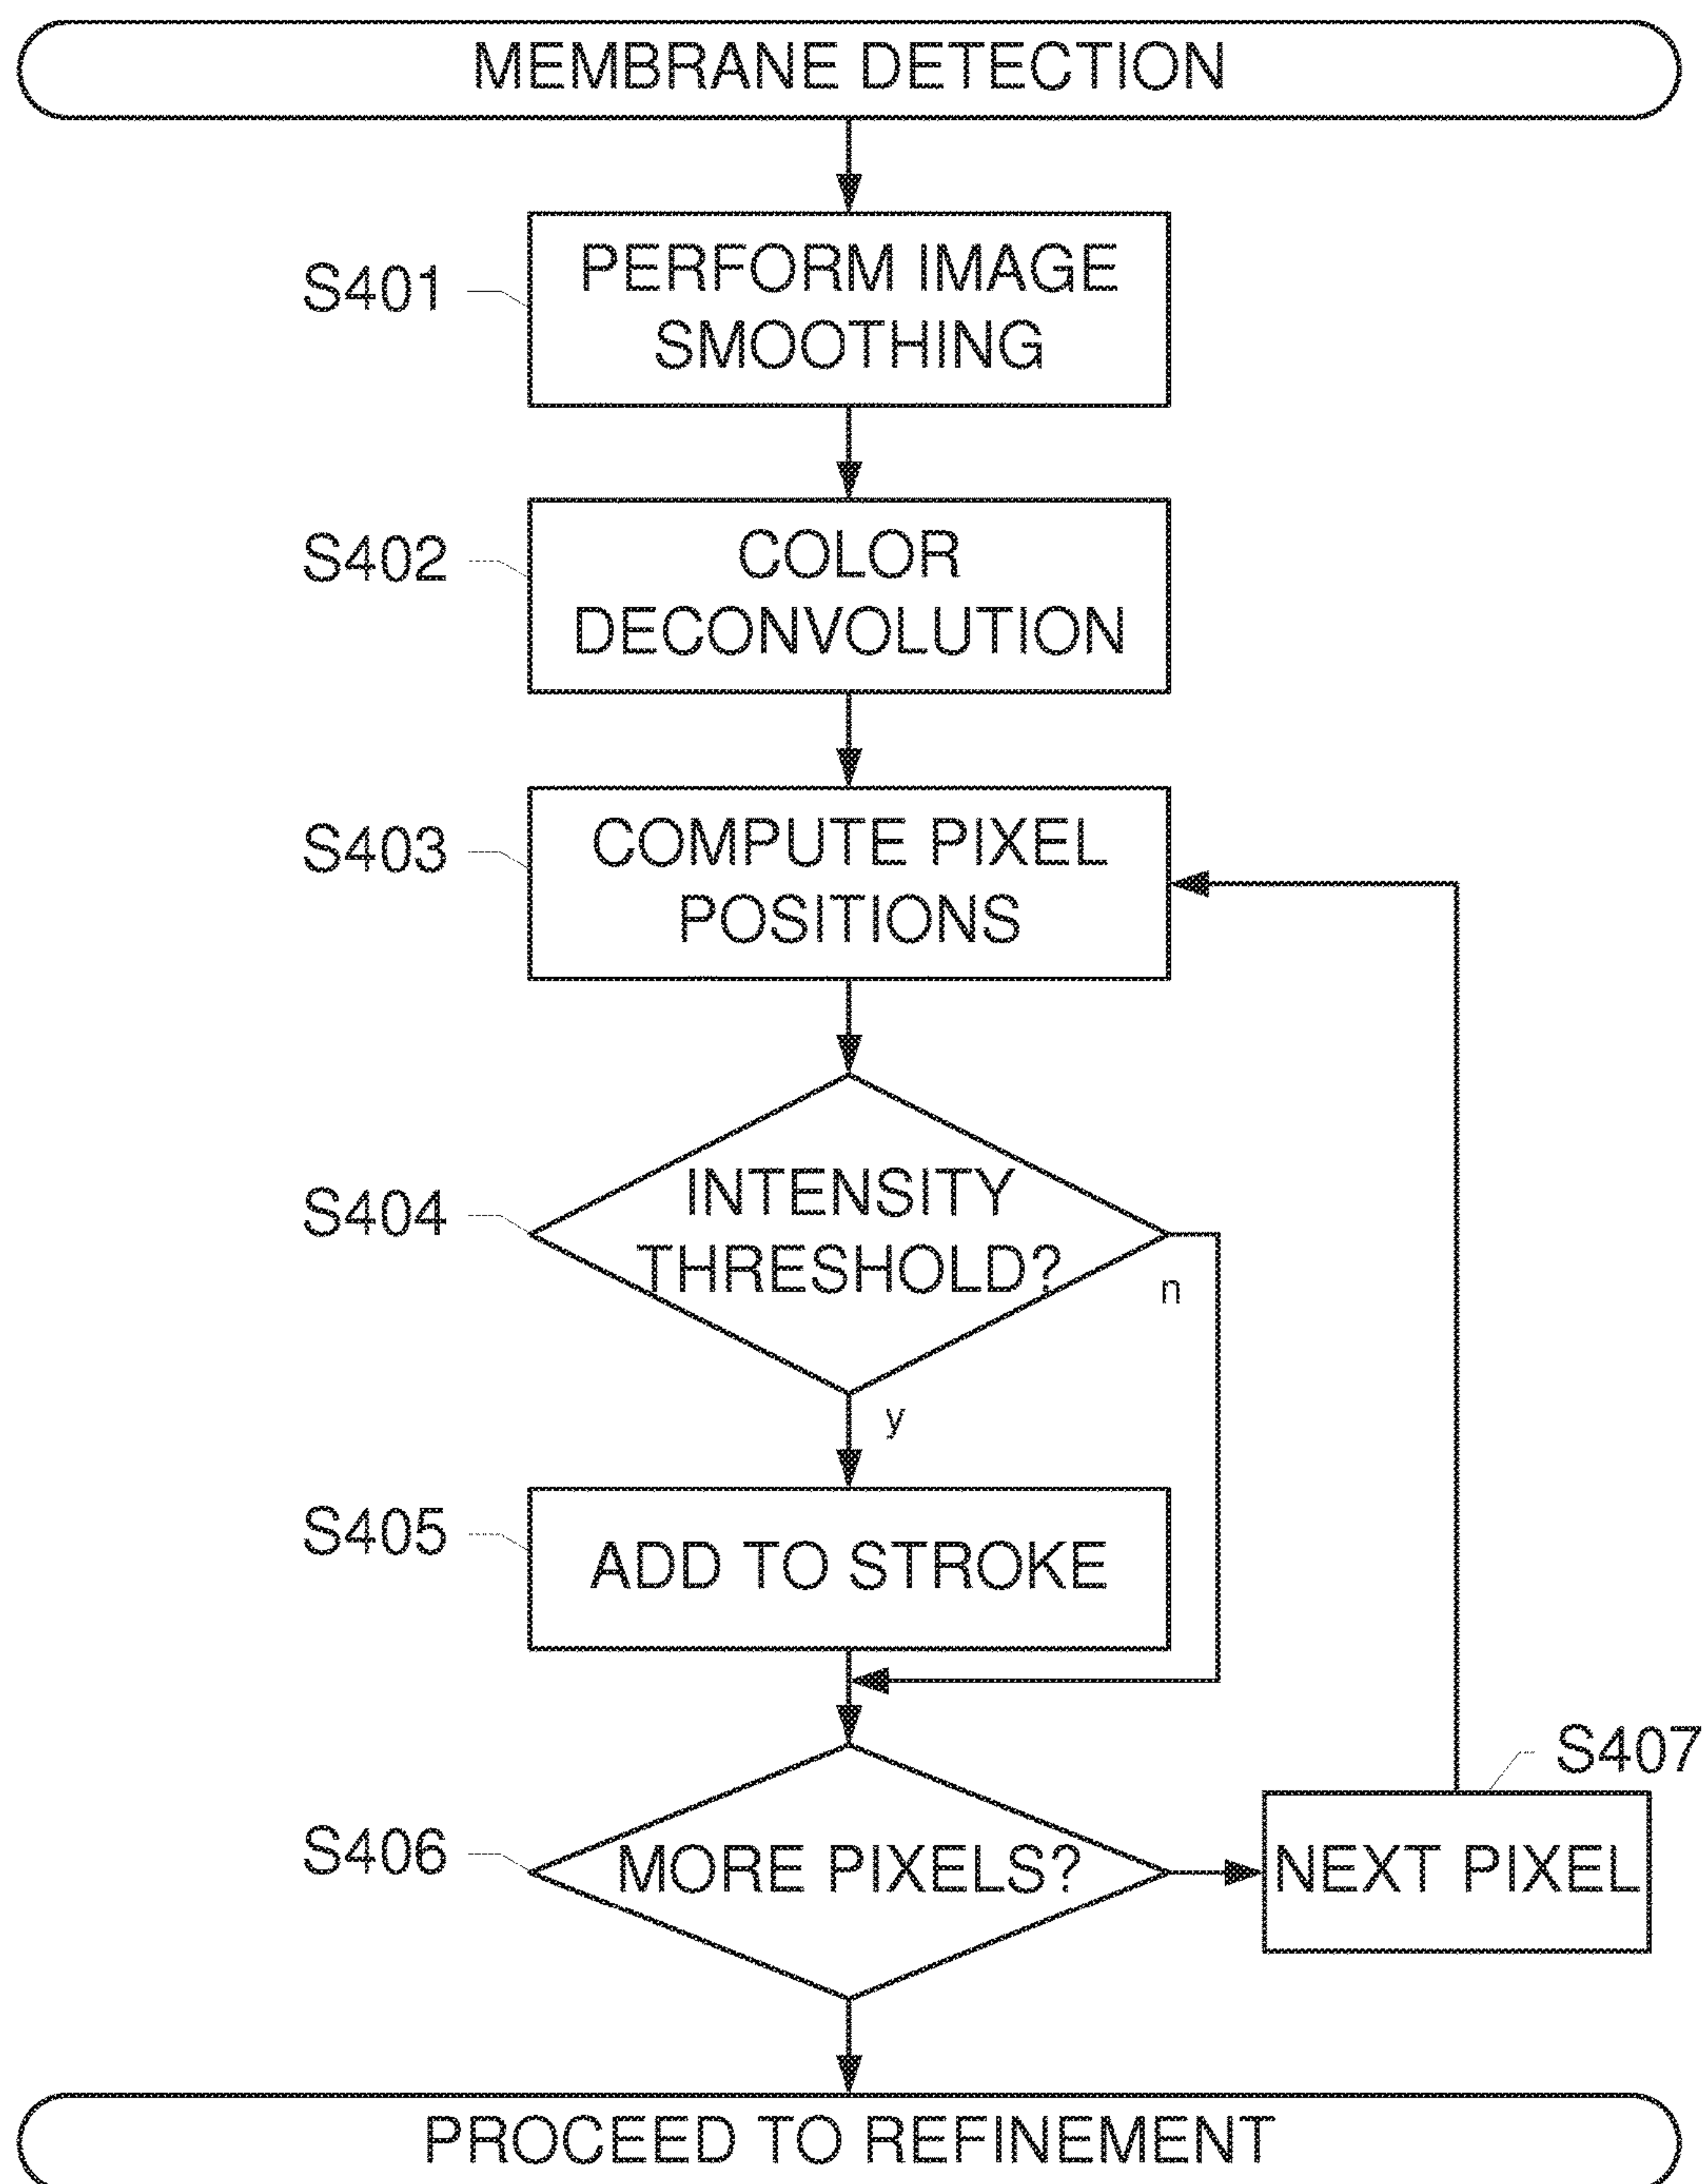 MEMBRANE DETECTION
S401
PERFORM IMAGE
SMOOTHING
S402
COLOR
DECONVOLUTION
S403
COMPUTE PIXEL
POSITIONS
S404
INTENSITY
THRESHOLD?
n
y
S405
ADD TO STROKE
S406
MORE PIXELS?
S407
NEXT PIXEL
PROCEED TO REFINEMENT